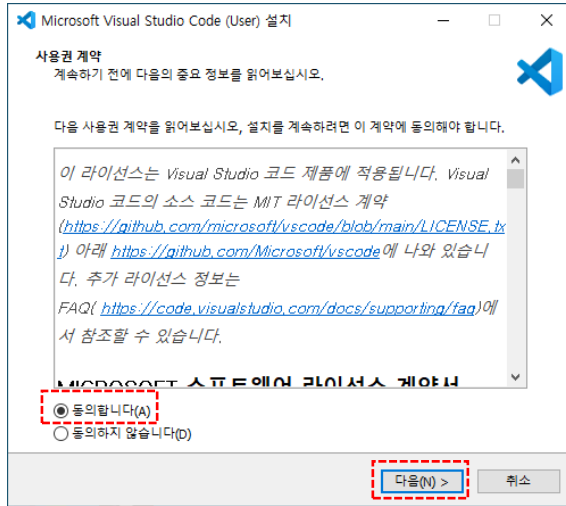 Microsoft Visual Studio Code (User) 설치
사용권 계약
계속하기 전에 다음의 중요 정보를 읽어보십시오.
다음 사용권 계약을 읽어보십시오, 설치를 계속하려면 이 계약에 동의해야 합니다.
이 라이선스는 Visual Studio 코드 제품에 적용됩니다. Visual
Studio 코드의 소스 코드는 MIT 라이선스 계약
(https://github.com/microsoft/vscode/blob/main/LICENSE.tx
t) 아래 https://github.com/Microsoft/vscode에 나와 있습니
다. 추가 라이선스 정보는
FAQ( https://code.visualstudio.com/docs/supporting/faq)에
서 참조할 수 있습니다.
MICROSOFT 소프트웨어 라이선스 계약서
동의합니다(A)
동의하지 않습니다(D)
다음(N) >
취소